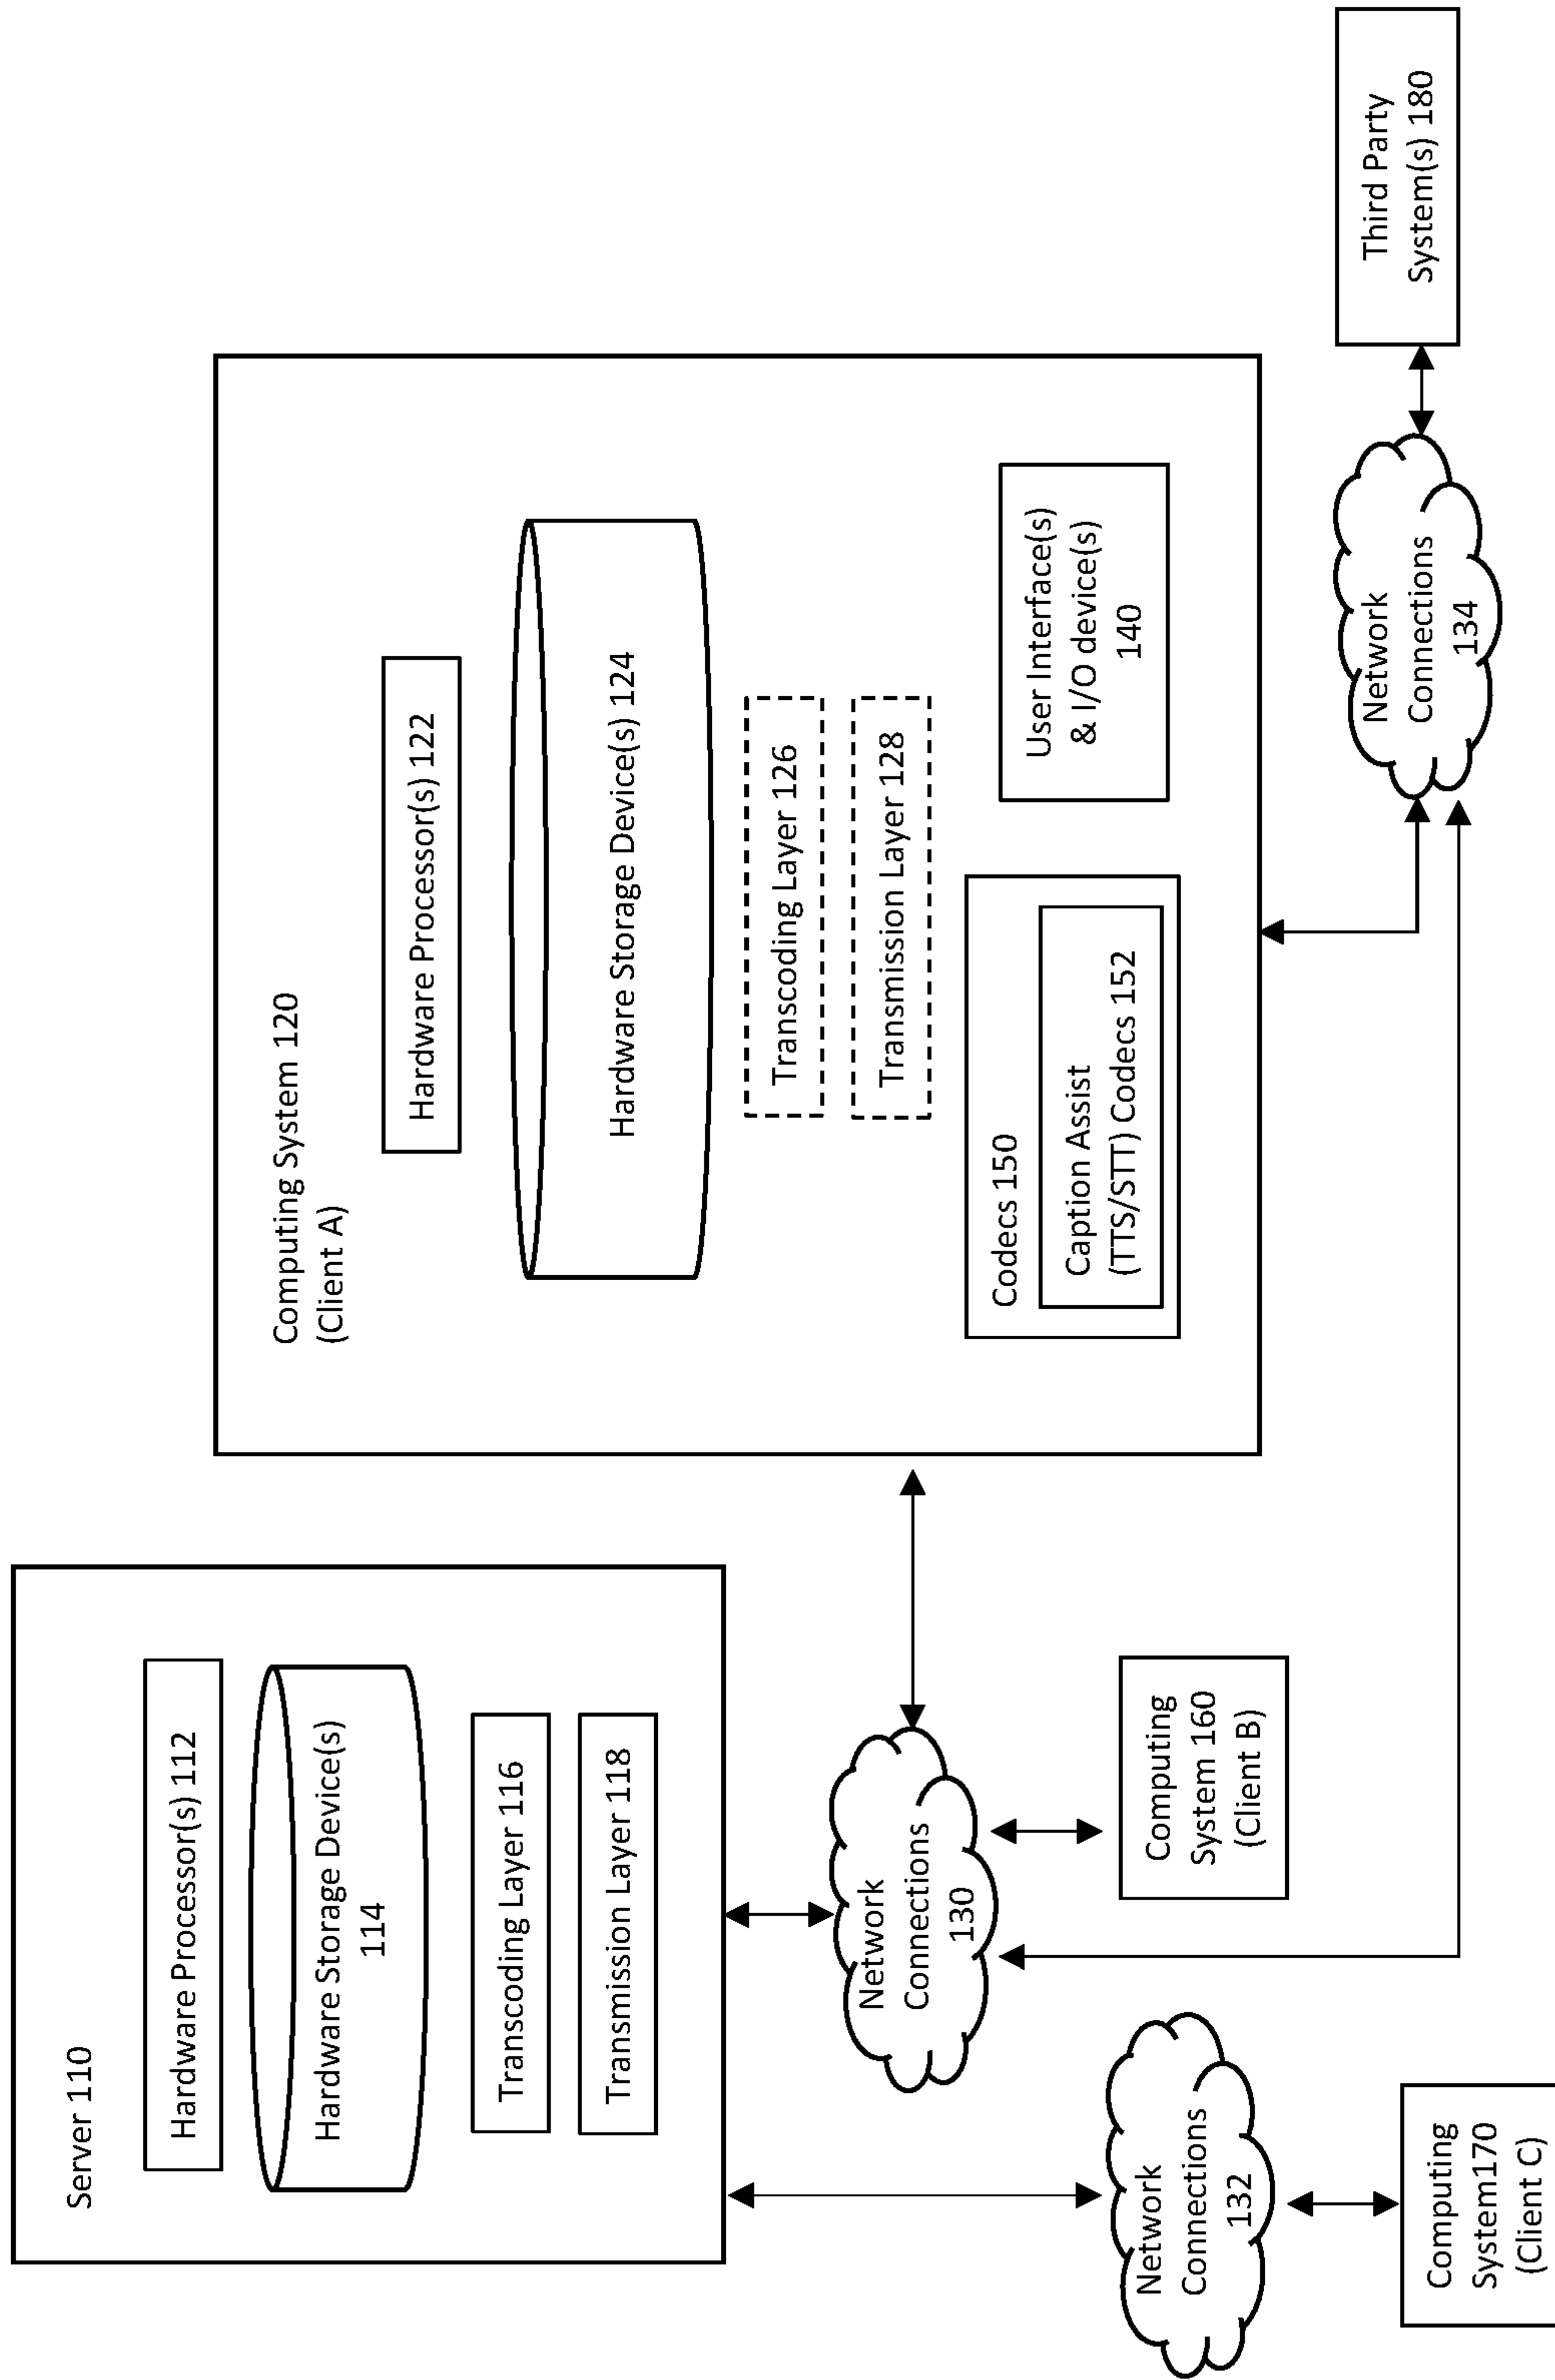 Server 110
Hardware Processor(s) 112
Hardware Storage Device(s)
114
Transcoding Layer 116
Transmission Layer 118
Computing System 120
(Client A)
Hardware Processor(s) 122
Hardware Storage Device(s) 124
Transcoding Layer 126
Transmission Layer 128
Codecs 150
Caption Assist
(TTS/STT) Codecs 152
User Interface(s)
& I/O device(s)
140
Network
Connections
130
Network
Connections
132
Network
Connections
134
Computing
System 160
(Client B)
Computing
System170
(Client C)
Third Party
System(s) 180